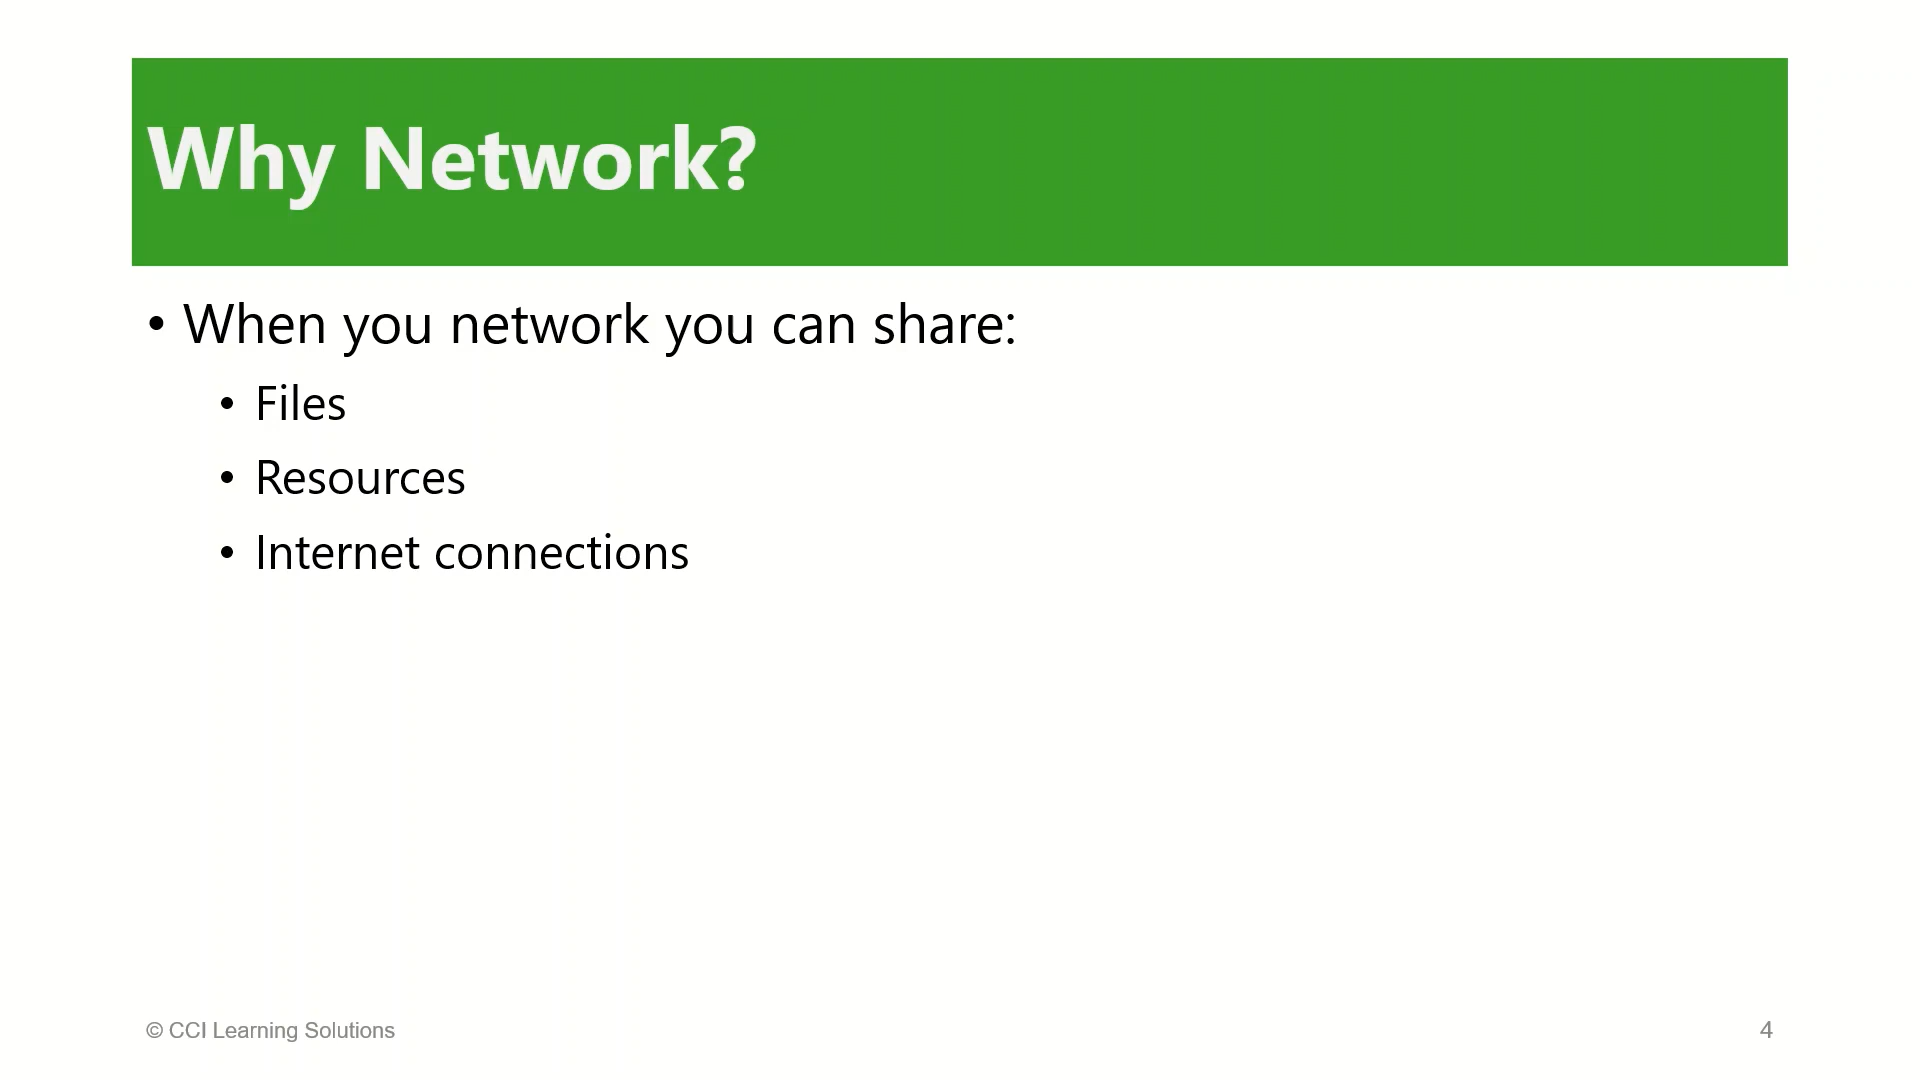 Why Network?
• When you network you can share:
• Files
• Resources
• Internet connections
© CCI Learning Solutions
4